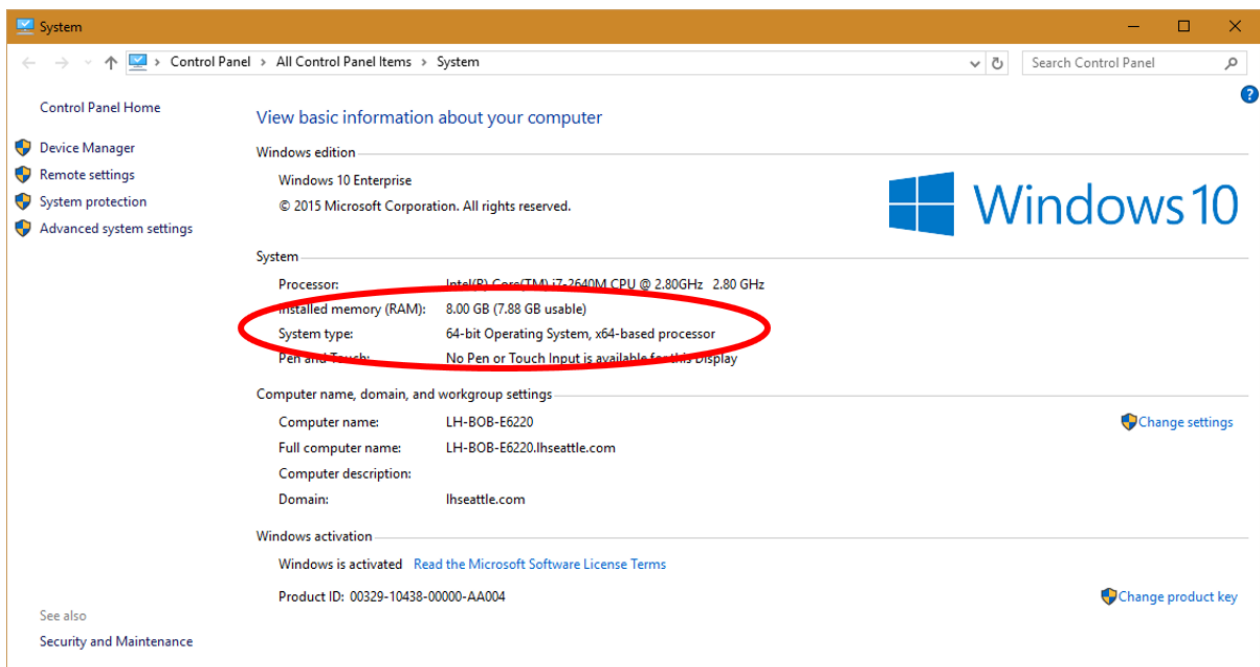 System
Control Panel > All Control Panel Items > System
Search Control Panel
Control Panel Home
Device Manager
Remote settings
System protection
Advanced system settings
See also
Security and Maintenance
View basic information about your computer
Windows edition
Windows 10 Enterprise
© 2015 Microsoft Corporation. All rights reserved.
Windows 10
System
Processor: Intel(R) Core(TM) i7-2640M CPU @ 2.80GHz 2.80 GHz
Installed memory (RAM): 8.00 GB (7.88 GB usable)
System type: 64-bit Operating System, x64-based processor
Pen and Touch: No Pen or Touch Input is available for this Display
Computer name, domain, and workgroup settings
Computer name: LH-BOB-E6220
Change settings
Full computer name: LH-BOB-E6220.lhseattle.com
Computer description:
Domain: lhseattle.com
Windows activation
Windows is activated Read the Microsoft Software License Terms
Product ID: 00329-10438-00000-AA004
Change product key